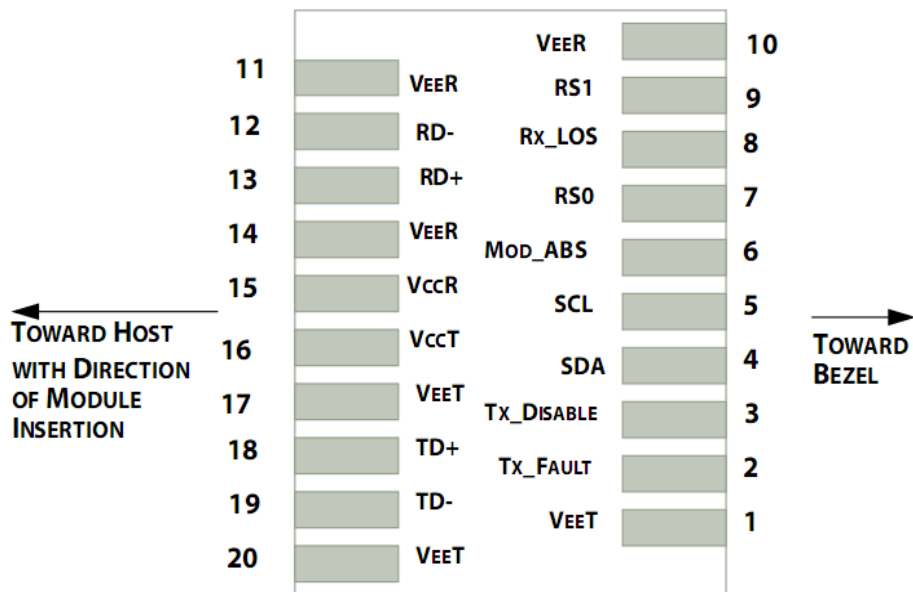 11 VEER
12 RD-
13 RD+
14 VEER
15 VCCR
16 VCCT
17 VEET
18 TD+
19 TD-
20 VEET
VEER 10
RS1 9
RX_LOS 8
RS0 7
MOD_ABS 6
SCL 5
SDA 4
TX_DISABLE 3
TX_FAULT 2
VEET 1
TOWARD HOST
WITH DIRECTION
OF MODULE
INSERTION
TOWARD
BEZEL